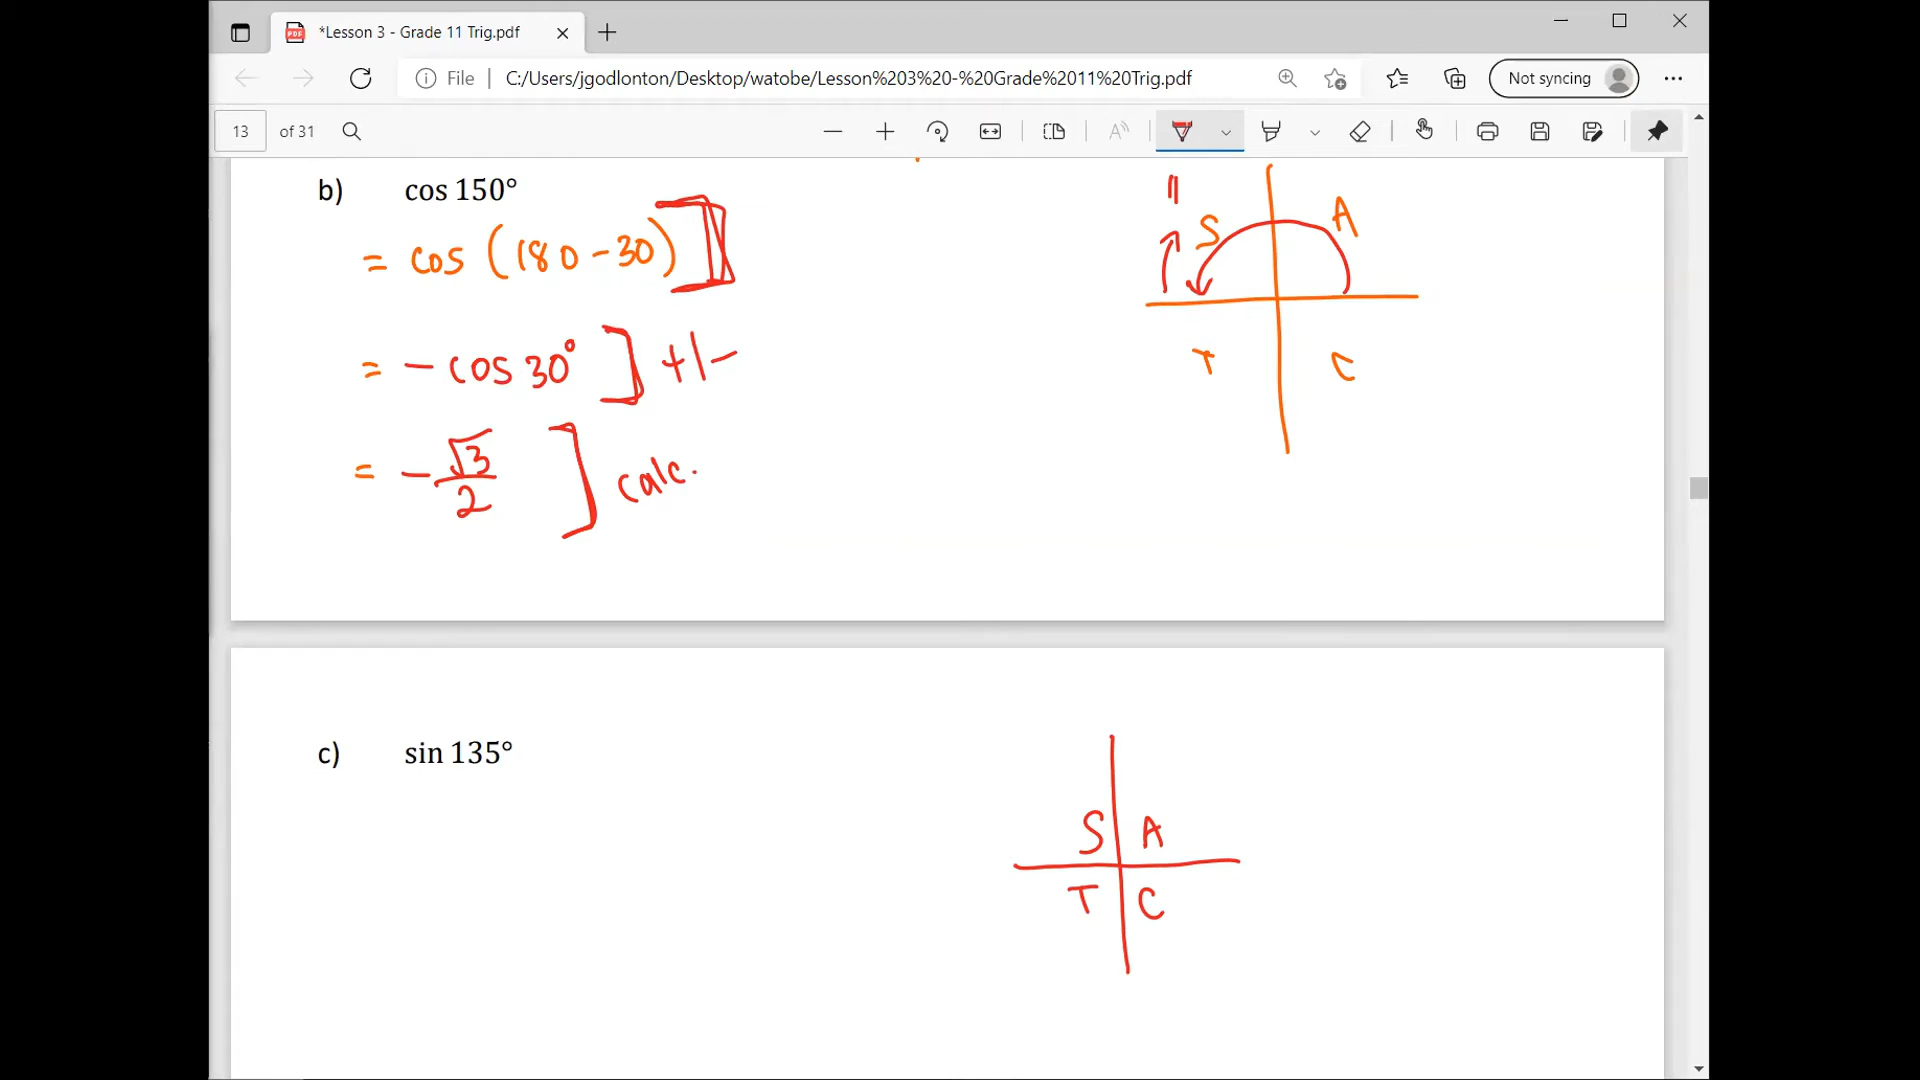 *Lesson 3 - Grade 11 Trig.pdf
File C:/Users/jgodlonton/Desktop/watobe/Lesson%203%20-%20Grade%2011%20Trig.pdf
Not syncing
13 of 31
b) cos 150°
= cos (180 - 30)
= - cos 30° +/-
= - √3/2 calc.
S A
T C
c) sin 135°
S A
T C